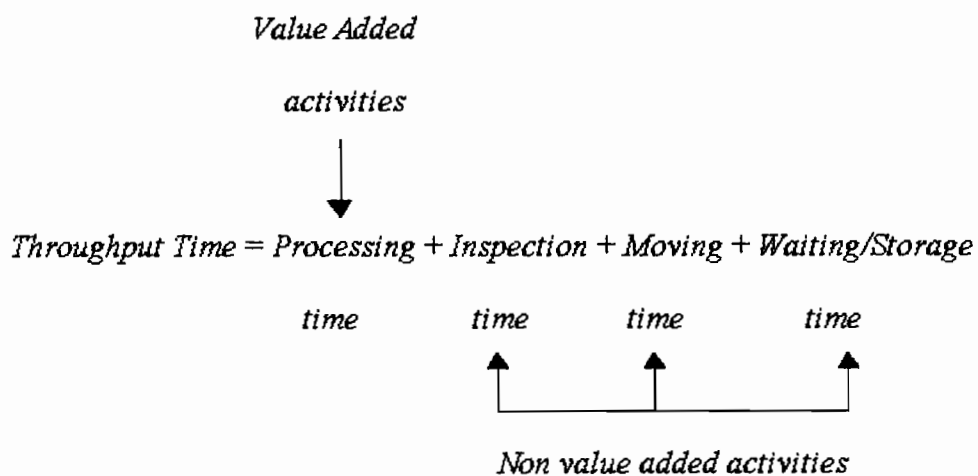 Value Added
activities
Throughput Time = Processing + Inspection + Moving + Waiting/Storage
time time time time
Non value added activities